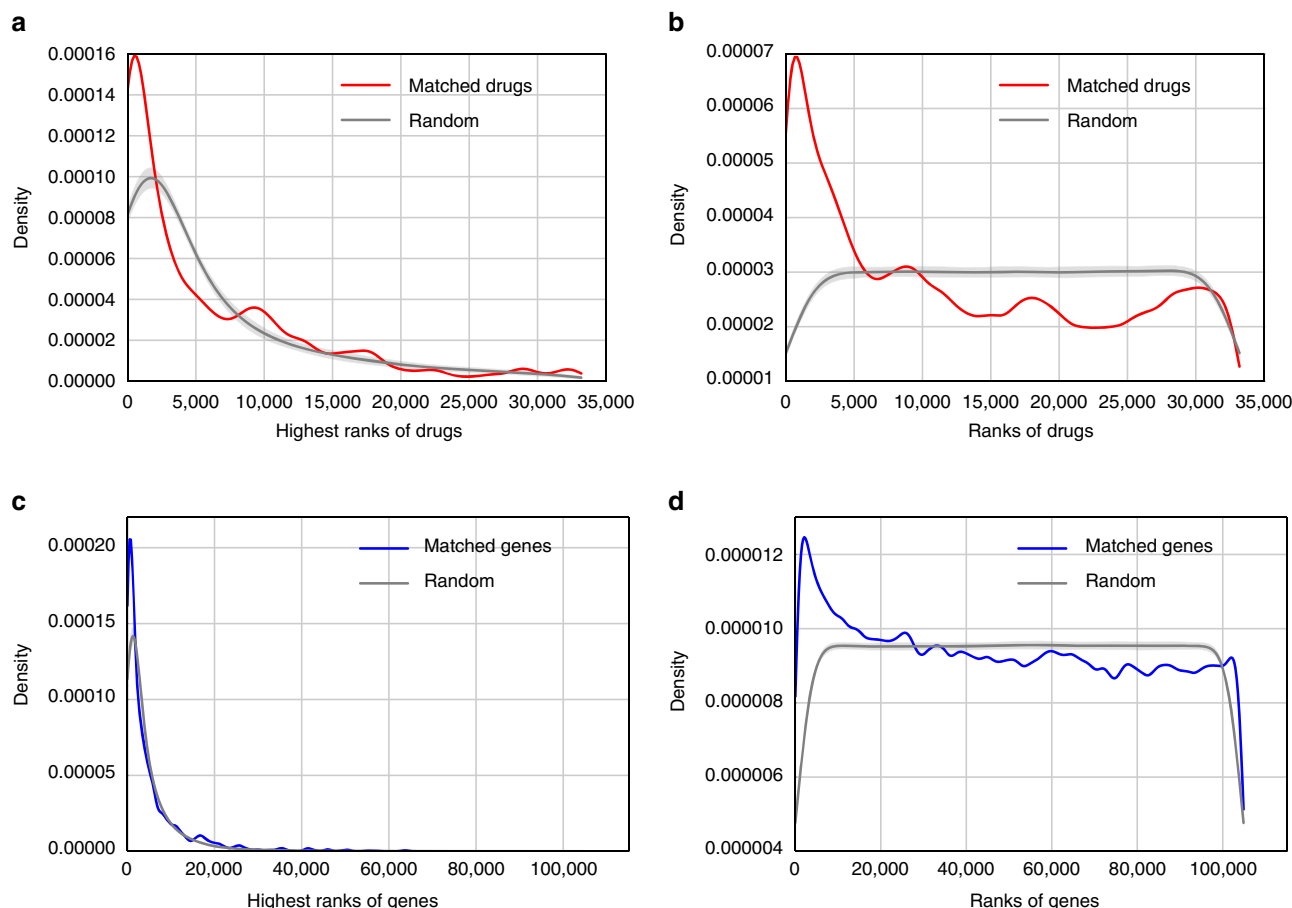 a
0.00016
0.00014
0.00012
0.00010
0.00008
0.00006
0.00004
0.00002
0.00000
Density
Matched drugs
Random
0 5,000 10,000 15,000 20,000 25,000 30,000 35,000
Highest ranks of drugs
b
0.00007
0.00006
0.00005
0.00004
0.00003
0.00002
0.00001
Density
Matched drugs
Random
0 5,000 10,000 15,000 20,000 25,000 30,000 35,000
Ranks of drugs
c
0.00020
0.00015
0.00010
0.00005
0.00000
Density
Matched genes
Random
0 20,000 40,000 60,000 80,000 100,000
Highest ranks of genes
d
0.000012
0.000010
0.000008
0.000006
0.000004
Density
Matched genes
Random
0 20,000 40,000 60,000 80,000 100,000
Ranks of genes